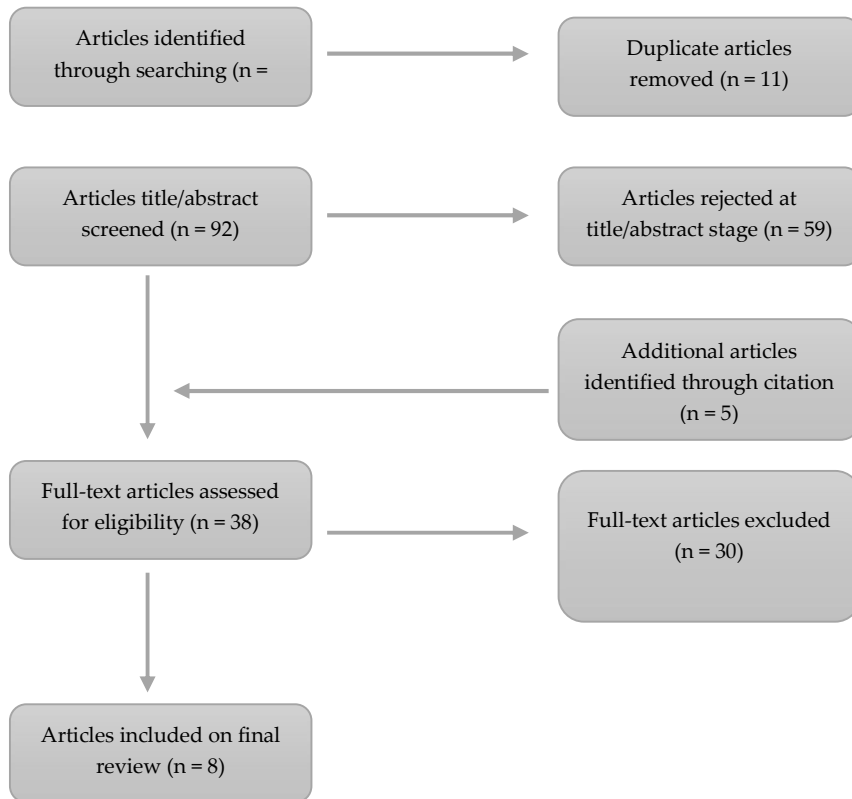 Articles identified
through searching (n =
Duplicate articles
removed (n = 11)
Articles title/abstract
screened (n = 92)
Articles rejected at
title/abstract stage (n = 59)
Additional articles
identified through citation
(n = 5)
Full-text articles assessed
for eligibility (n = 38)
Full-text articles excluded
(n = 30)
Articles included on final
review (n = 8)